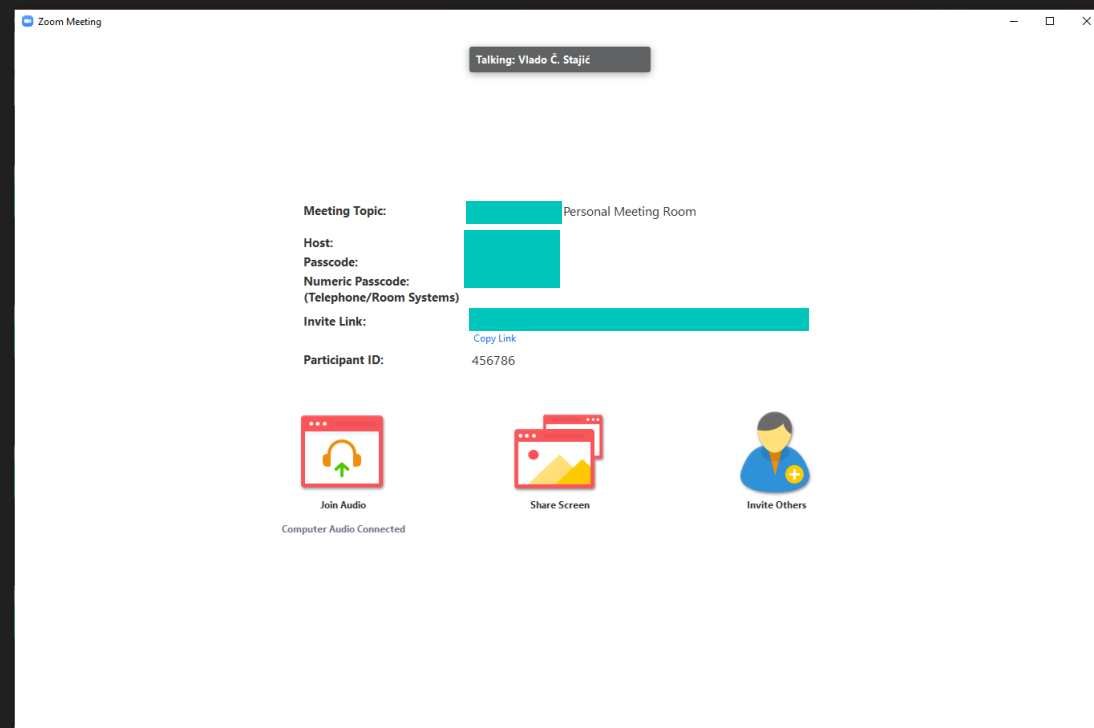 Zoom Meeting
Talking: Vlado Č. Stajić
Meeting Topic: Personal Meeting Room
Host:
Passcode:
Numeric Passcode:
(Telephone/Room Systems)
Invite Link:
Copy Link
Participant ID: 456786
Join Audio Share Screen Invite Others
Computer Audio Connected